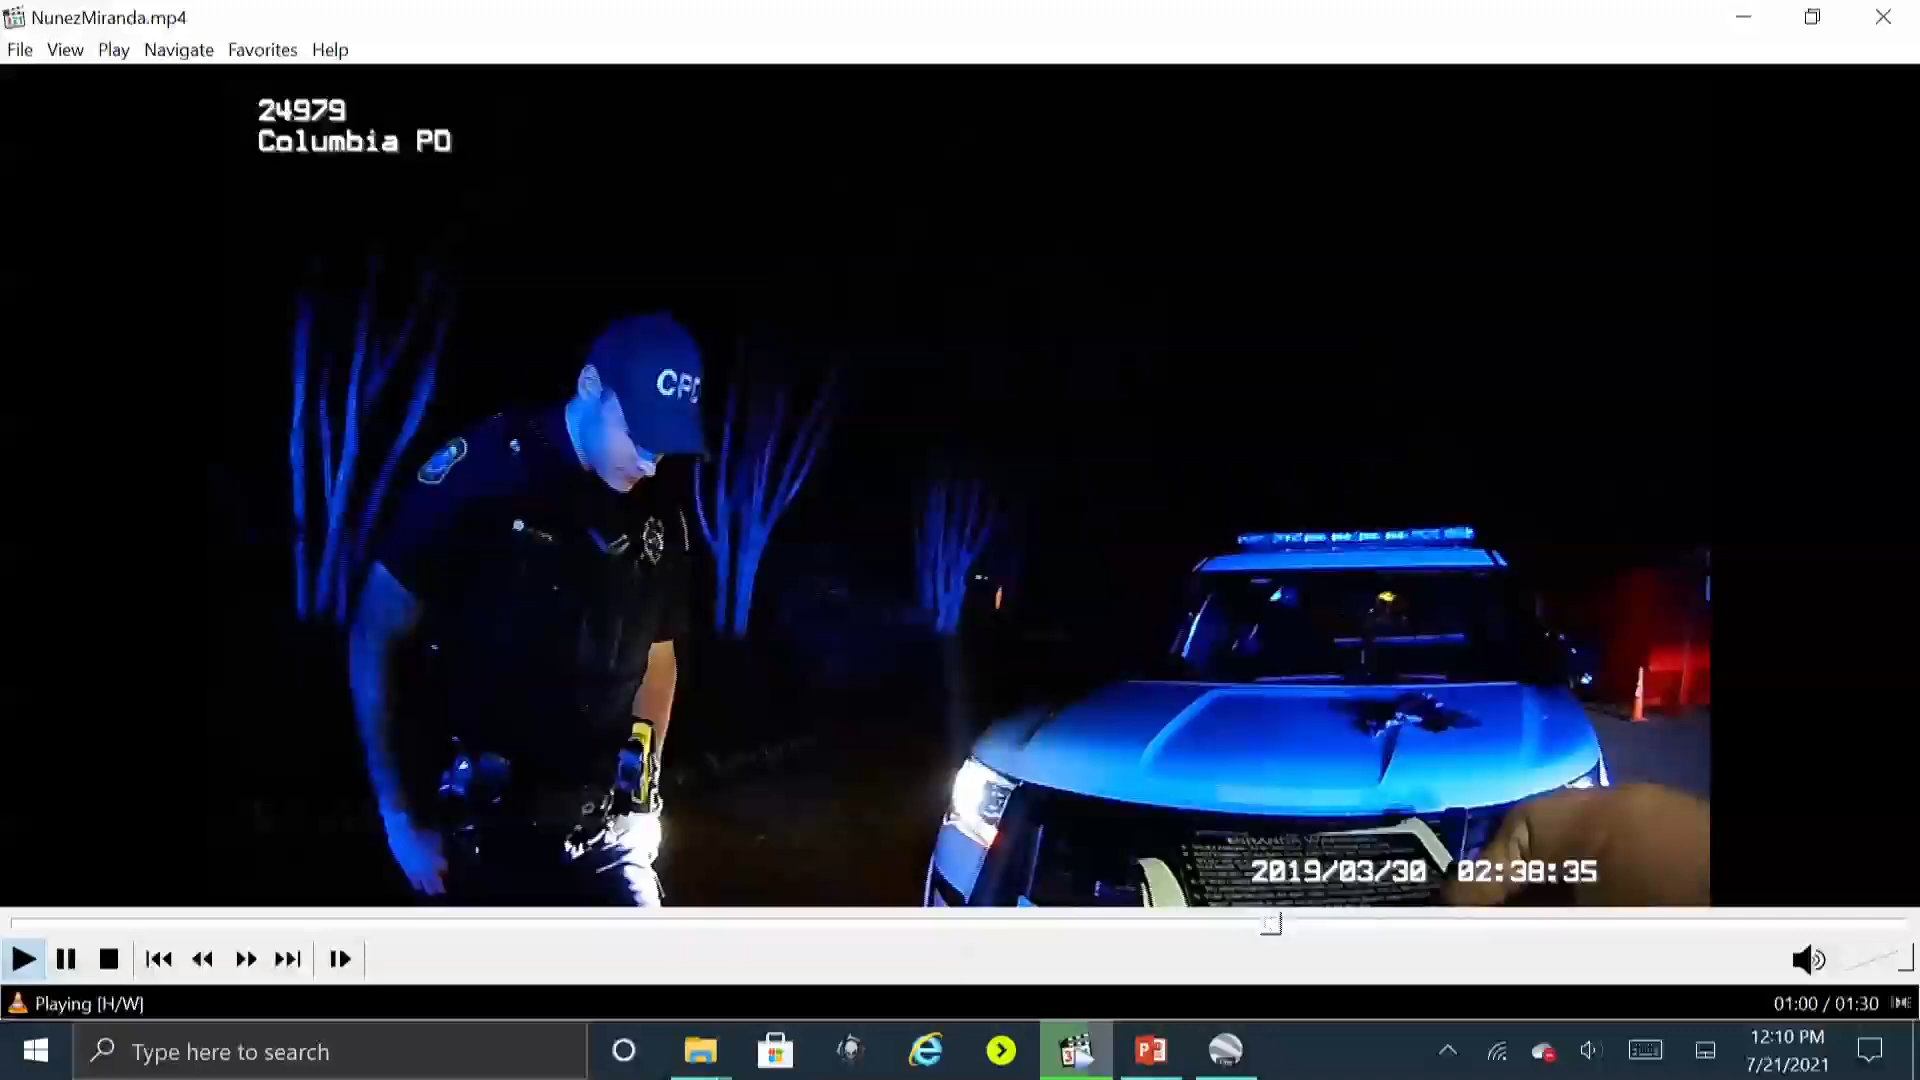 NunezMiranda.mp4
File View Play Navigate Favorites Help
24979
Columbia PD
CPD
MIRANDA W
2019/03/30 02:38:35
Playing [H/W]
01:00 / 01:30
Type here to search
12:10 PM
7/21/2021